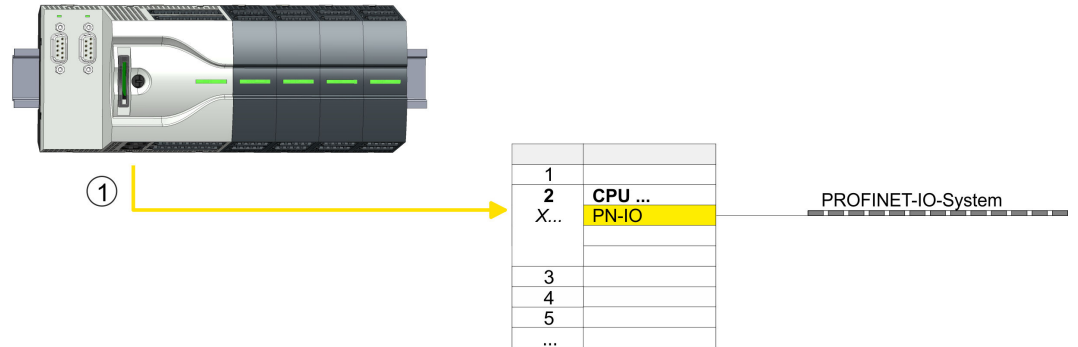 1
1
2 CPU ...
X... PN-IO
PROFINET-IO-System
3
4
5
...